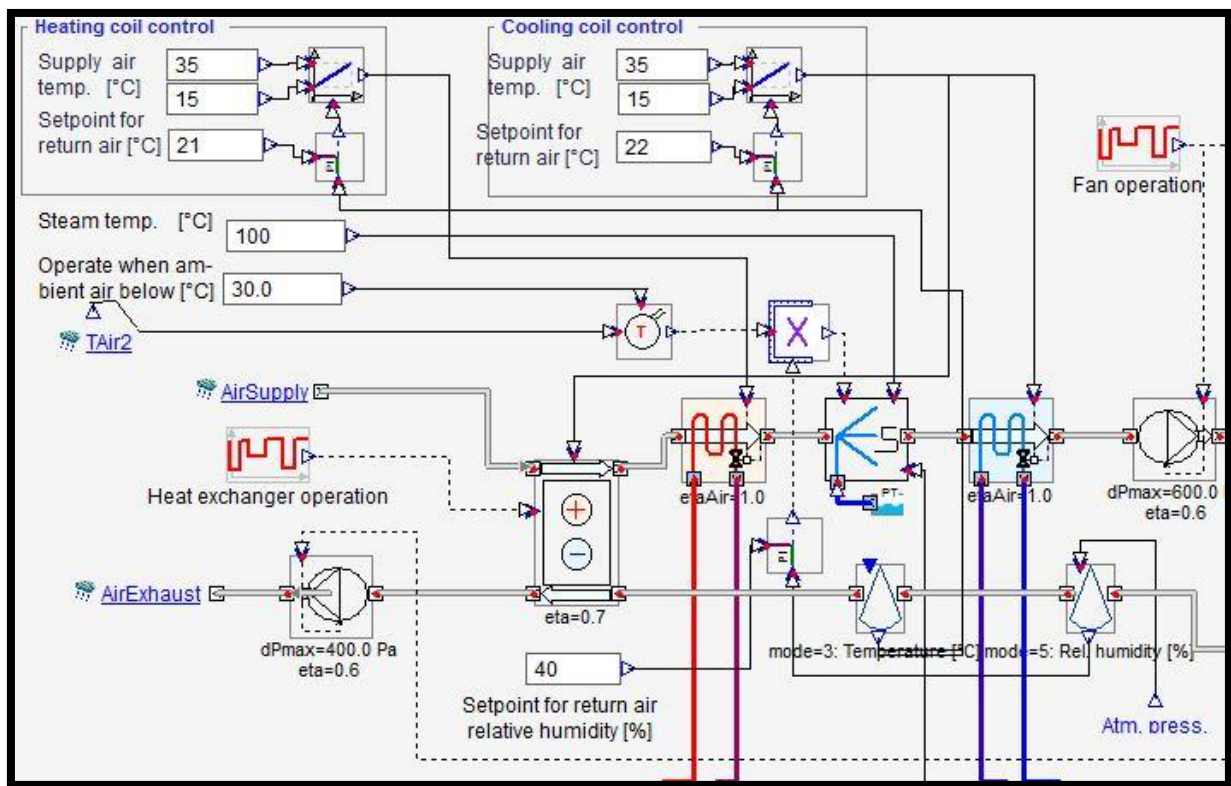 Heating coil control
Supply air
temp. [°C]
35
15
Setpoint for
return air [°C]
21
PI
Cooling coil control
Supply air
temp. [°C]
35
15
Setpoint for
return air [°C]
22
PI
Fan operation
Steam temp. [°C]
100
Operate when am-
bient air below [°C]
30.0
T
X
TAir2
AirSupply
Heat exchanger operation
etaAir=1.0
S
PT
etaAir=1.0
dPmax=600.0
eta=0.6
PI
AirExhaust
dPmax=400.0 Pa
eta=0.6
eta=0.7
mode=3: Temperature [°C]
mode=5: Rel. humidity [%]
40
Setpoint for return air
relative humidity [%]
Atm. press.